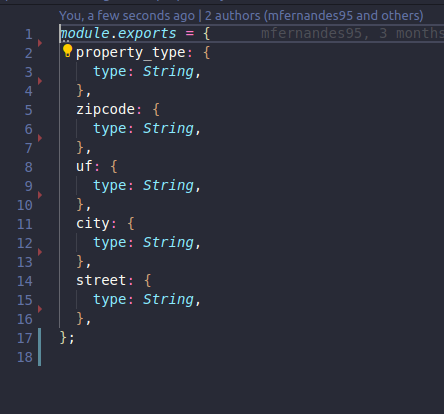 You, a few seconds ago | 2 authors (mfernandes95 and others)
1 module.exports = { mfernandes95, 3 months
2 property_type: {
3 type: String,
4 },
5 zipcode: {
6 type: String,
7 },
8 uf: {
9 type: String,
10 },
11 city: {
12 type: String,
13 },
14 street: {
15 type: String,
16 },
17 };
18